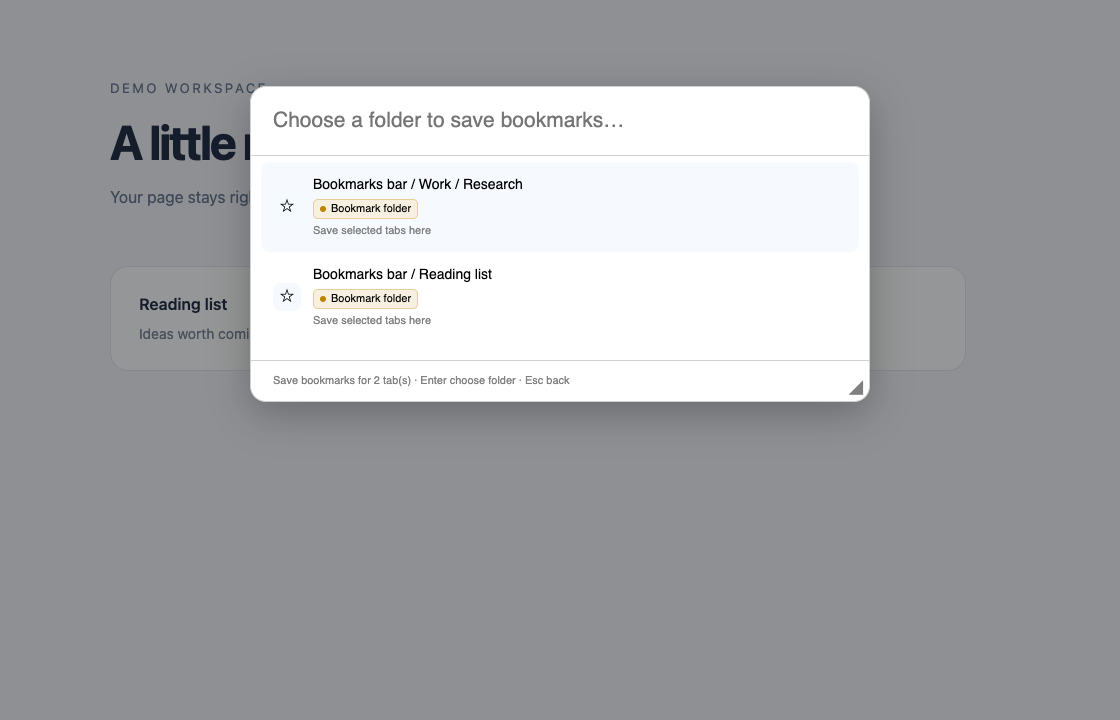 DEMO WORKSPACE
A little
Your page stays
Reading list
Ideas worth
Choose a folder to save bookmarks…
Bookmarks bar / Work / Research
Bookmark folder
Save selected tabs here
Bookmarks bar / Reading list
Bookmark folder
Save selected tabs here
Save bookmarks for 2 tab(s) · Enter choose folder · Esc back